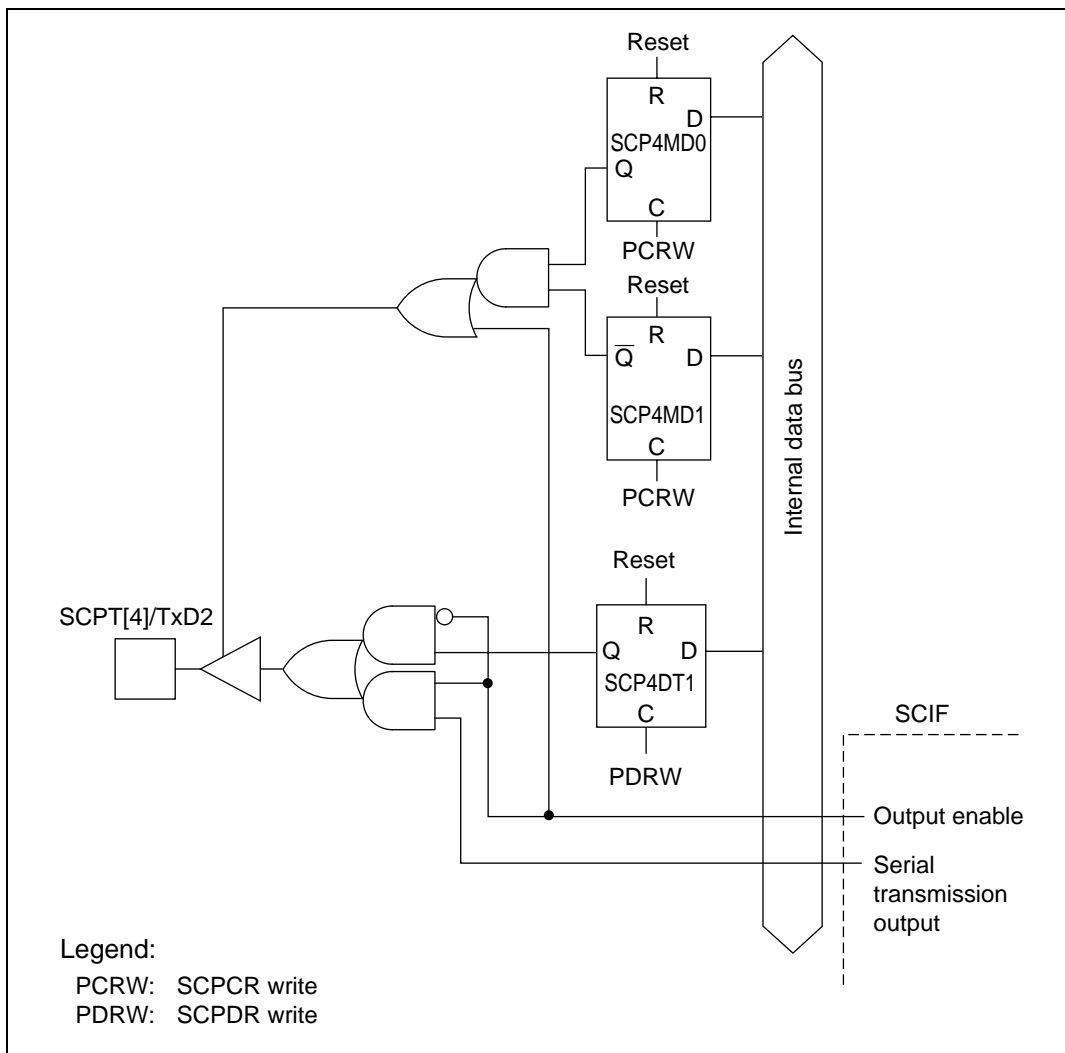 Reset
R
D
SCP4MD0
Q
C
PCRW
Reset
R
Q̅
D
SCP4MD1
C
PCRW
Internal data bus
Reset
SCPT[4]/TxD2
R
Q
D
SCP4DT1
C
PDRW
SCIF
Output enable
Serial
transmission
output
Legend:
PCRW: SCPCR write
PDRW: SCPDR write